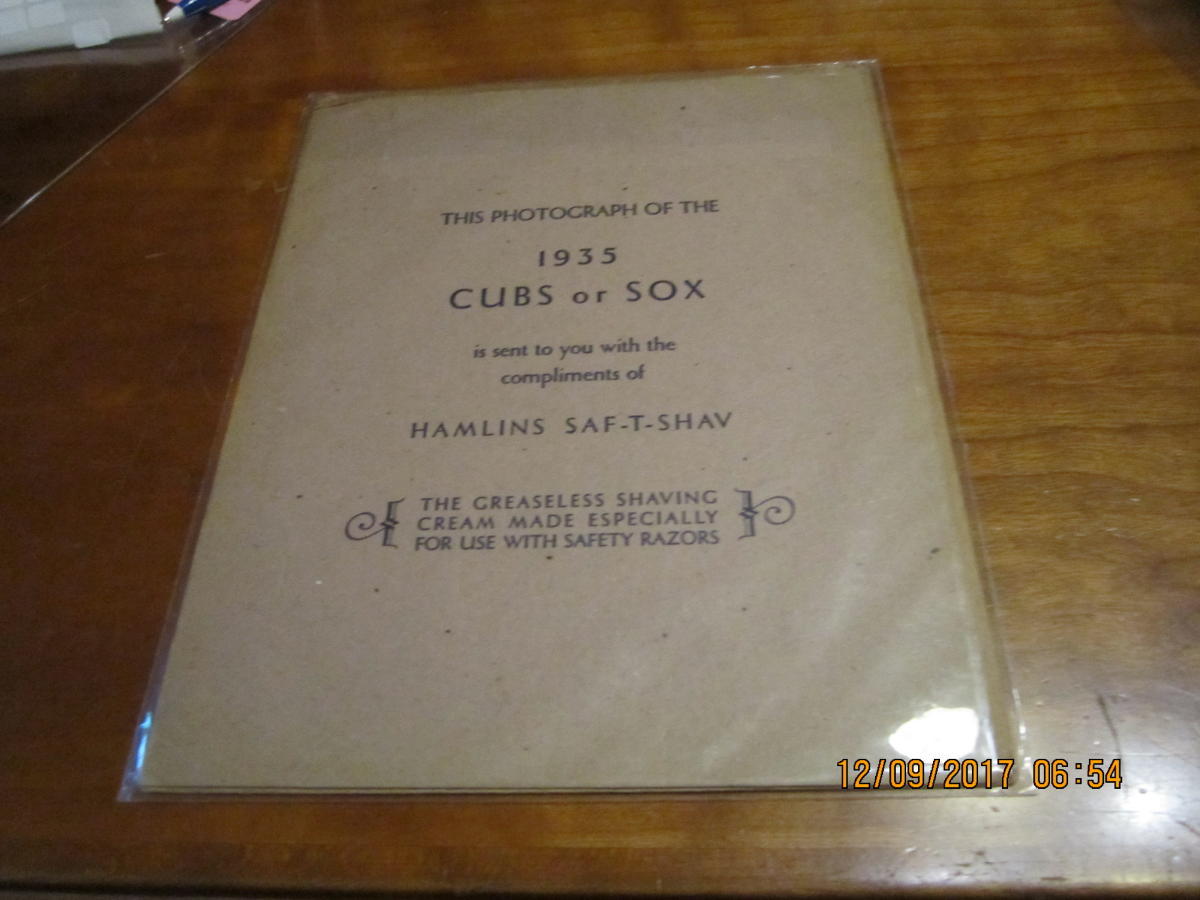 THIS PHOTOGRAPH OF THE
1935
CUBS or SOX
is sent to you with the
compliments of
HAMLINS SAF-T-SHAV
THE GREASELESS SHAVING
CREAM MADE ESPECIALLY
FOR USE WITH SAFETY RAZORS
12/09/2017 06:54